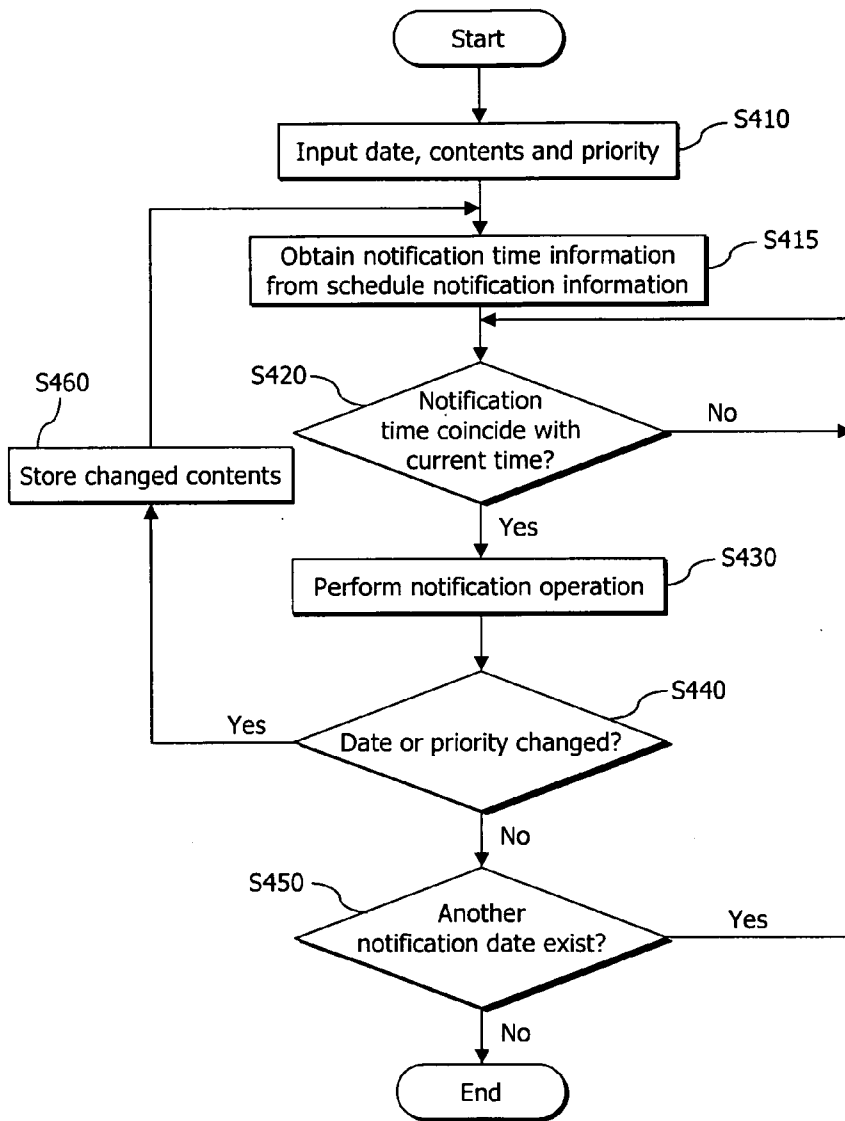 Start
S410
Input date, contents and priority
S415
Obtain notification time information
from schedule notification information
S420
Notification
time coincide with
current time?
No
S460
Store changed contents
Yes
S430
Perform notification operation
S440
Date or priority changed?
Yes
No
S450
Another
notification date exist?
Yes
No
End